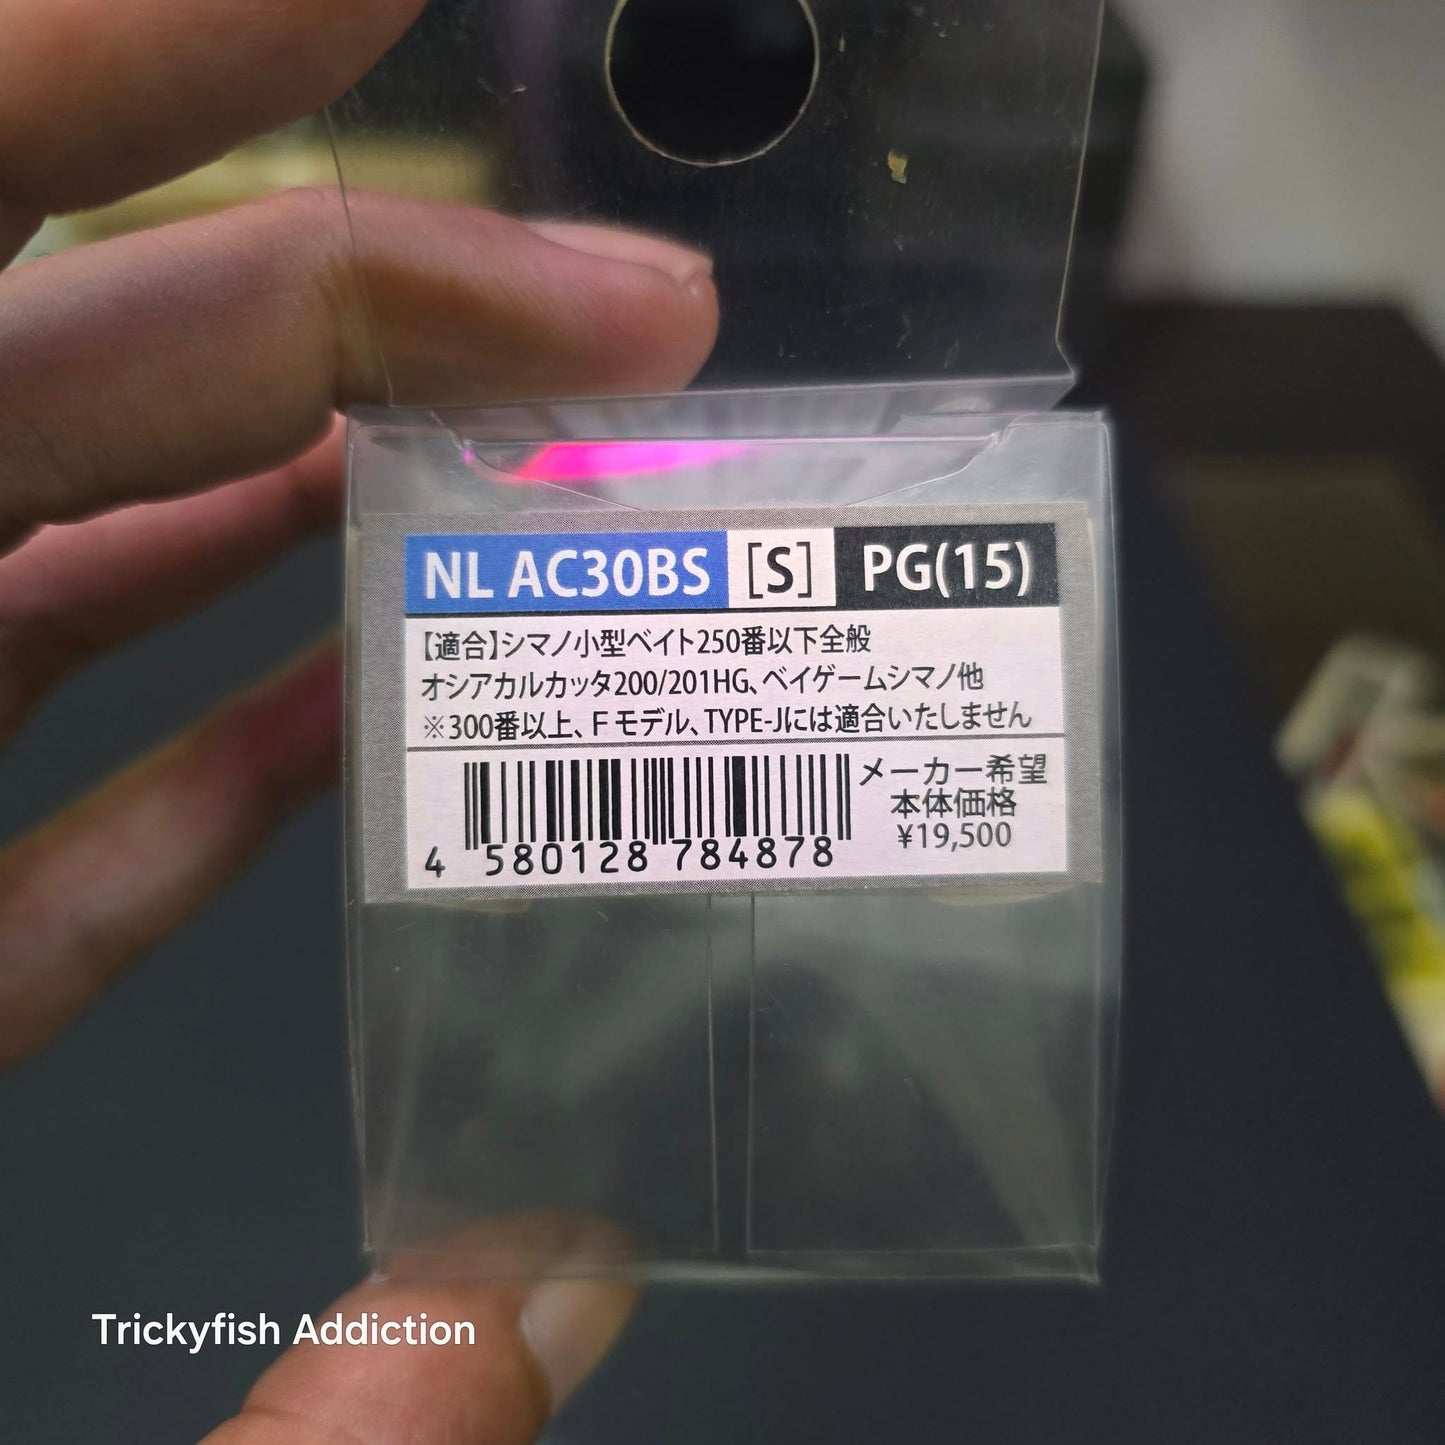 NL AC30BS [S] PG(15)
【適合】シマノ小型ベイト250番以下全般
オシアカルカッタ200/201HG、ベイゲームシマノ他
※300番以上、Fモデル、TYPE-Jには適合いたしません
メーカー希望
本体価格
¥19,500
4 580128 784878
Trickyfish Addiction